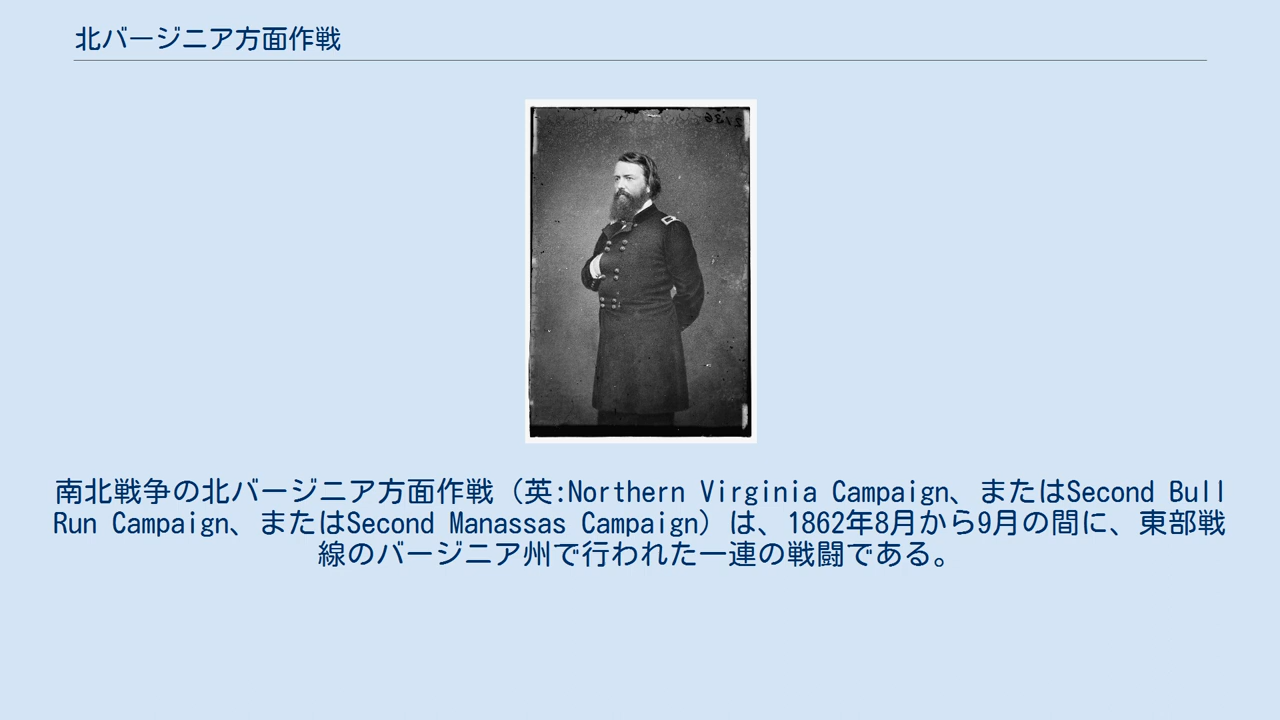 北バージニア方面作戦
南北戦争の北バージニア方面作戦（英:Northern Virginia Campaign、またはSecond Bull
Run Campaign、またはSecond Manassas Campaign）は、1862年8月から9月の間に、東部戦
線のバージニア州で行われた一連の戦闘である。